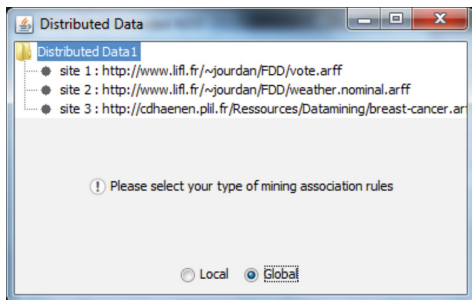 Distributed Data
Distributed Data1
site 1 : http://www.lifl.fr/~jourdan/FDD/vote.arff
site 2 : http://www.lifl.fr/~jourdan/FDD/weather.nominal.arff
site 3 : http://cdhaenen.plil.fr/Ressources/Datamining/breast-cancer.arf
Please select your type of mining association rules
Local Global